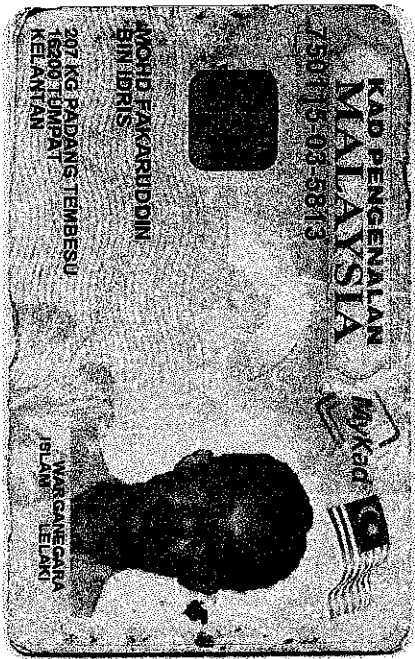 KAD PENGENALAN
MALAYSIA
MyKad
-03-5813
MOHD FAKARUDDIN
BIN IDRIS
207 KG PADANG TEMBESU
16200 TUMPAT
KELANTAN
WARGANEGARA
ISLAM LELAKI